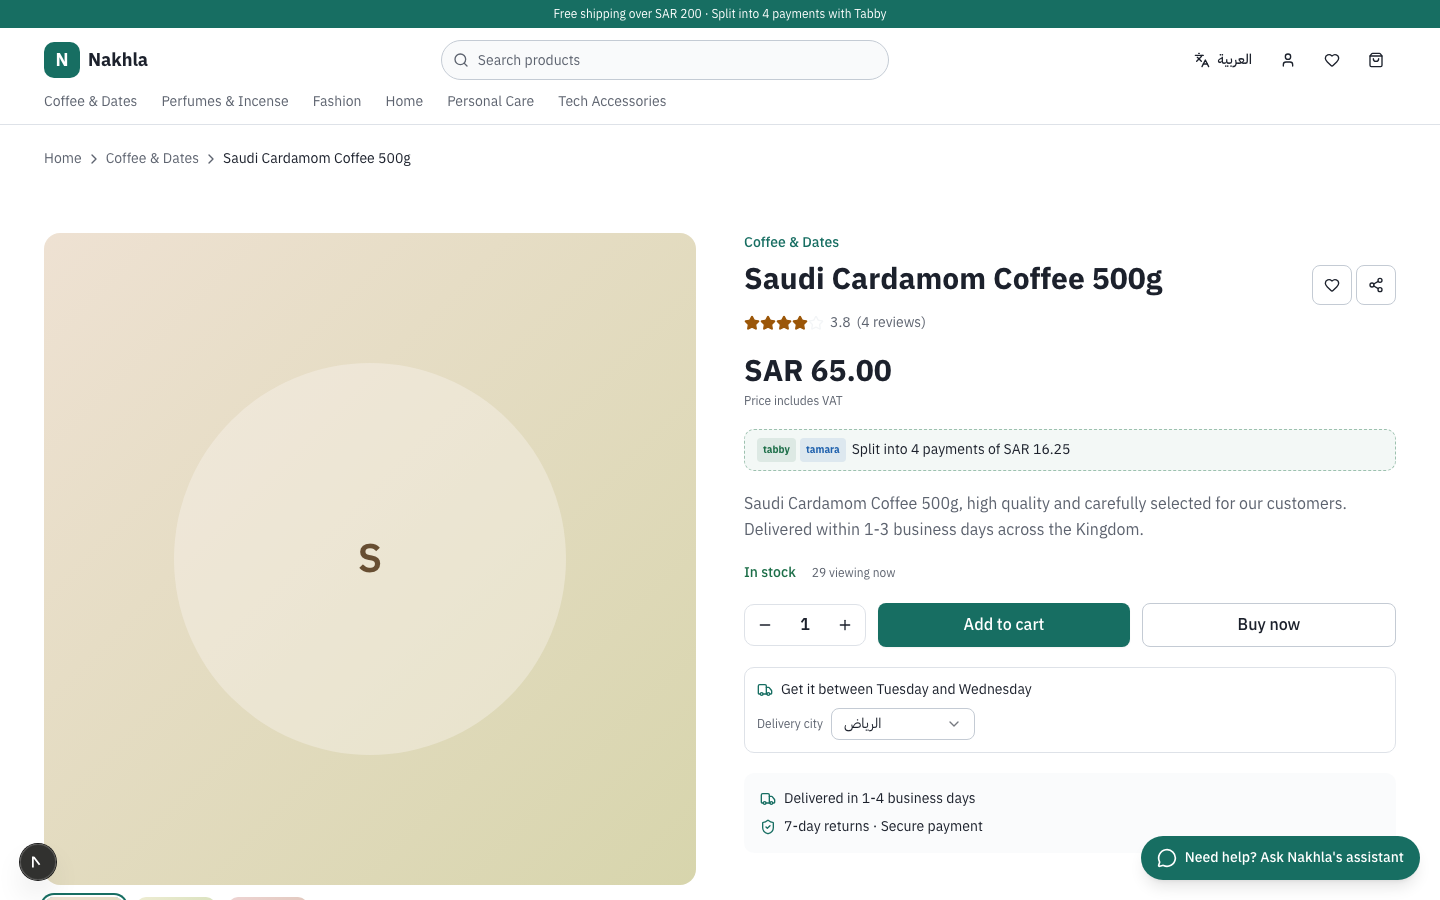 Free shipping over SAR 200 · Split into 4 payments with Tabby
N Nakhla
Search products
العربية
Coffee & Dates Perfumes & Incense Fashion Home Personal Care Tech Accessories
Home > Coffee & Dates > Saudi Cardamom Coffee 500g
S
Coffee & Dates
Saudi Cardamom Coffee 500g
3.8 (4 reviews)
SAR 65.00
Price includes VAT
tabby tamara Split into 4 payments of SAR 16.25
Saudi Cardamom Coffee 500g, high quality and carefully selected for our customers.
Delivered within 1-3 business days across the Kingdom.
In stock 29 viewing now
1
Add to cart
Buy now
Get it between Tuesday and Wednesday
Delivery city الرياض
Delivered in 1-4 business days
7-day returns · Secure payment
Need help? Ask Nakhla's assistant